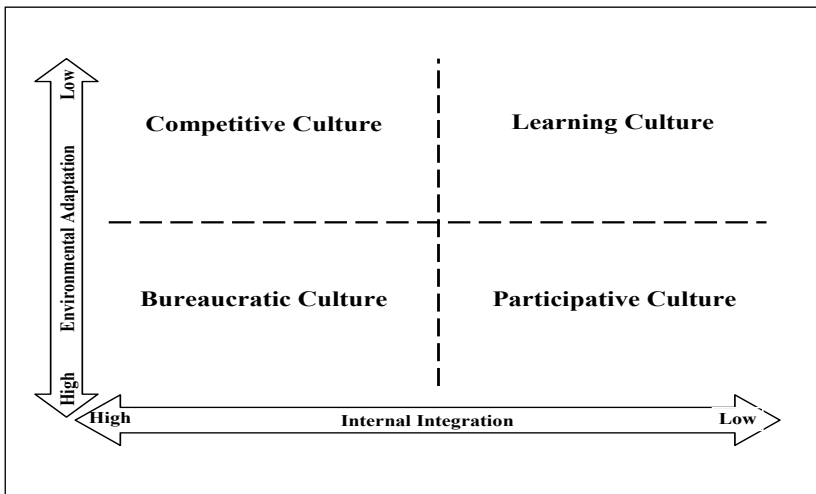 Low
Environmental Adaptation
High
Competitive Culture
Learning Culture
Bureaucratic Culture
Participative Culture
High
Internal Integration
Low